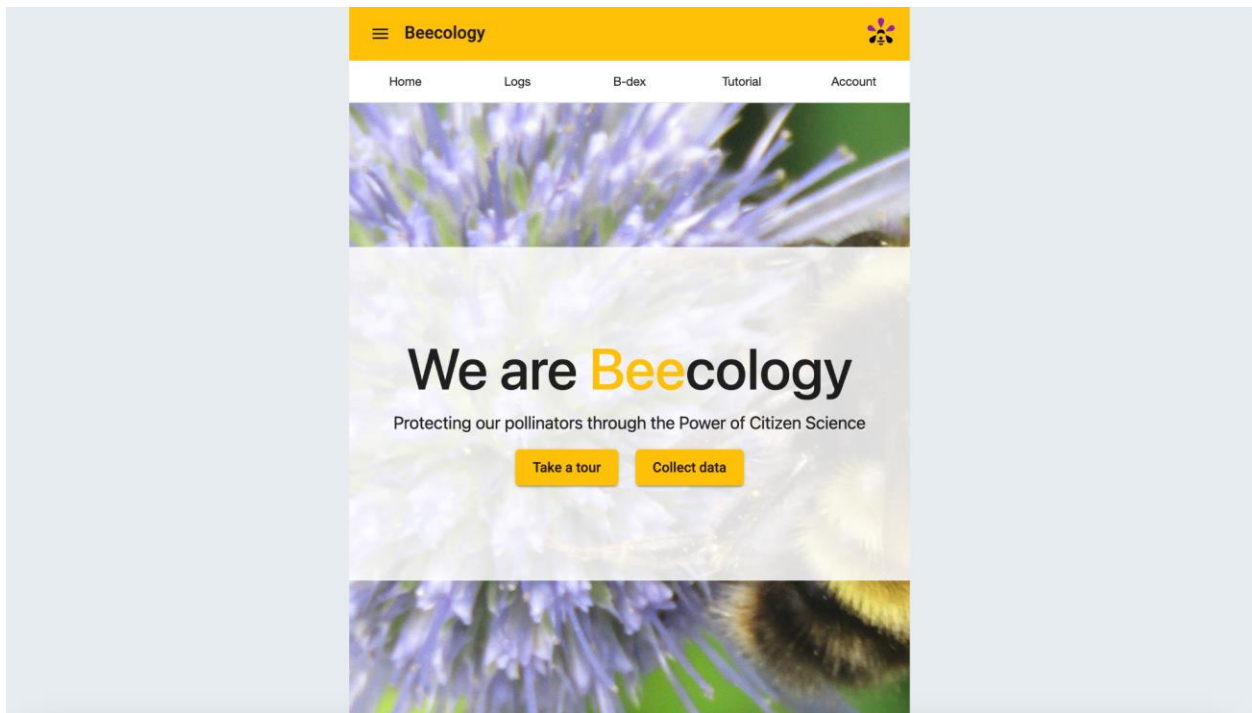 Beecology
Home Logs B-dex Tutorial Account
We are Beecology
Protecting our pollinators through the Power of Citizen Science
Take a tour Collect data